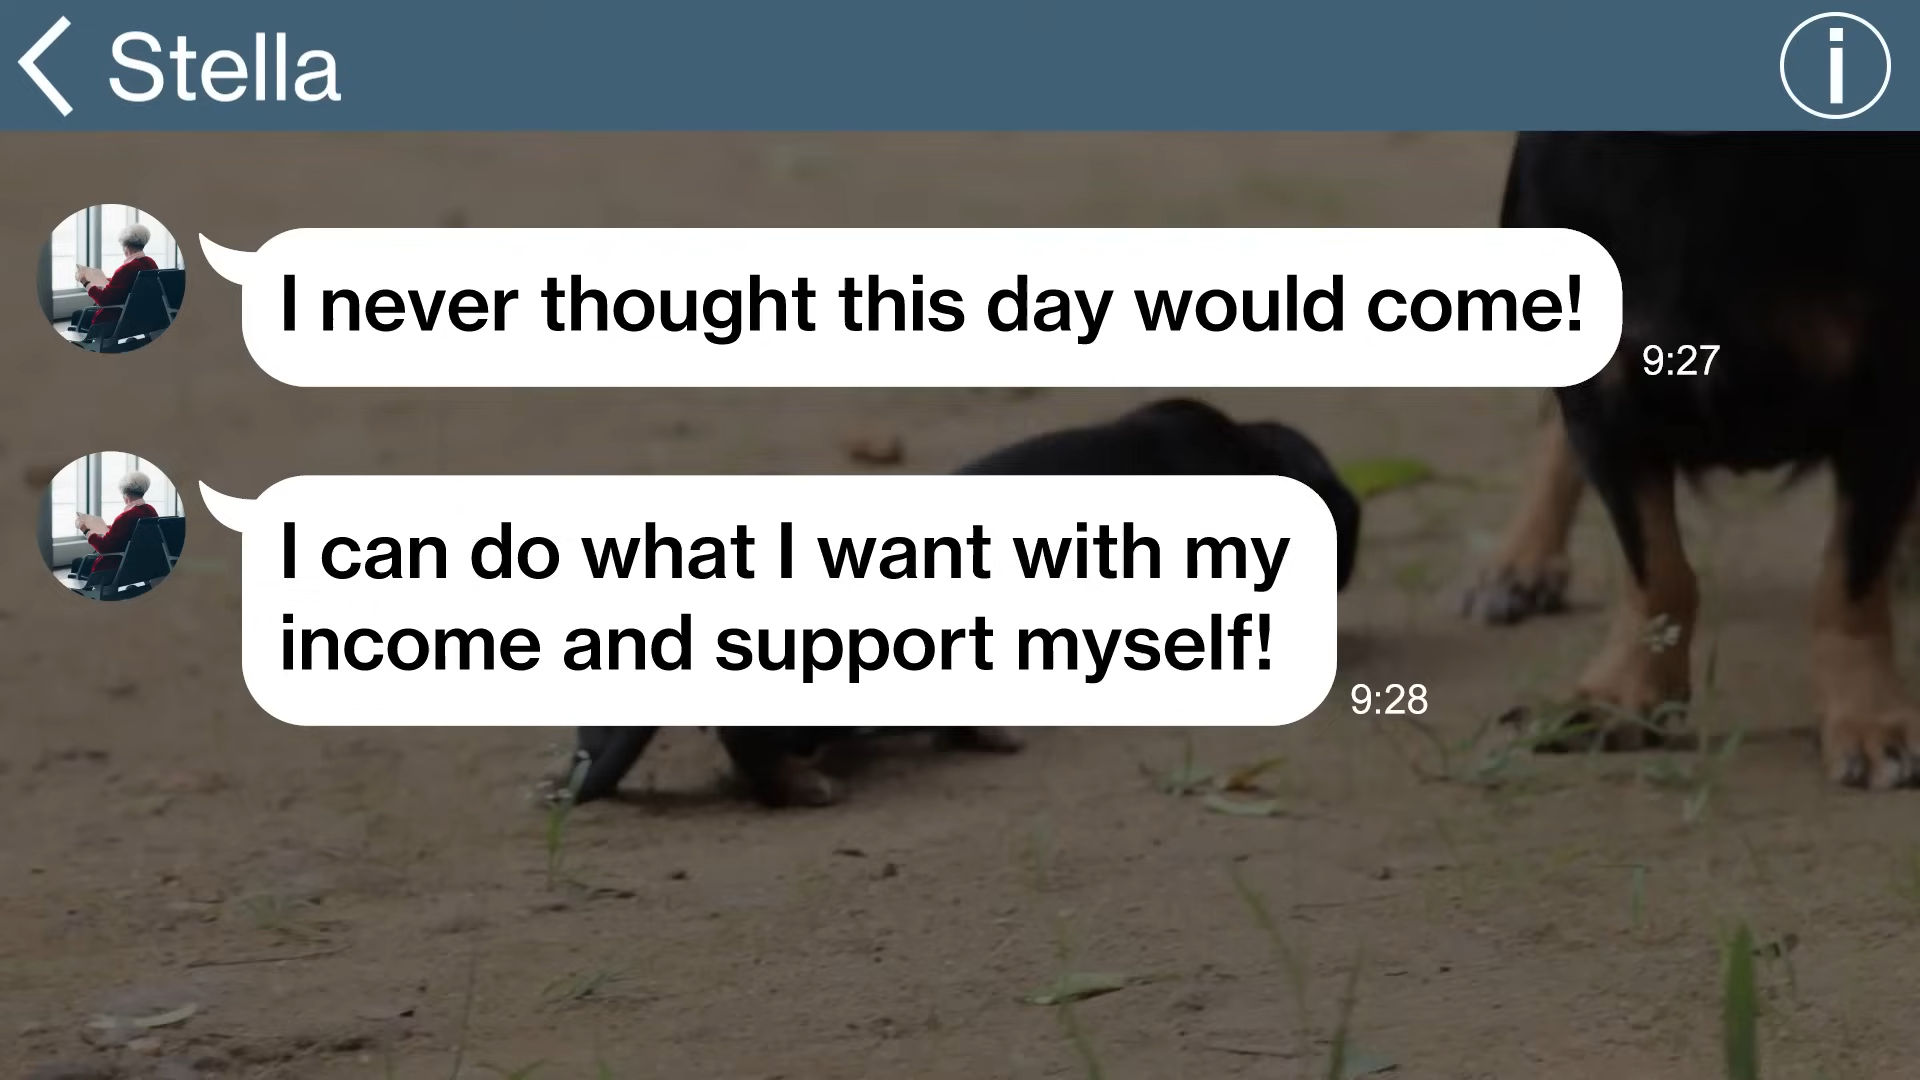 Stella
I never thought this day would come!
9:27
I can do what I want with my
income and support myself!
9:28